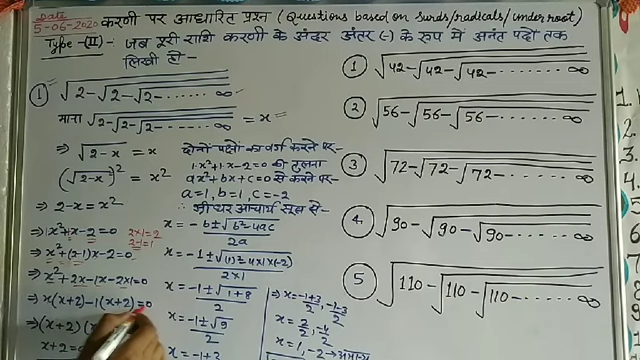 Date
5-06-2020
करणी पर आधारित प्रश्न (Questions based on Surds/radicals/under root)
Type-(II):- जब पूरी राशि करणी के अंदर अंतर (-) के रूप में अनंत पदों तक
लिखी हो-
① √2-√2-√2-.......∞
माना √2-√2-√2-.......∞ = x
⇒ √2-x = x
(√2-x)² = x²
⇒ 2-x = x²
⇒ 1x²+x-2=0
2×1=2
2-1=1
⇒ x²+(2-1)x-2=0
⇒ x²+2x-1x-2×1=0
⇒ x(x+2)-1(x+2)=0
⇒ (x+2)(x
x+2=0
दोनों पक्षों का वर्ग करने पर-
1x²+1x-2=0 की तुलना
ax²+bx+c=0 से करने पर-
a=1, b=1, c=-2
∴ श्रीधर आचार्य सूत्र से-
x = -b±√b²-4ac/2a
x = -1±√(1)²-4×1×(-2)/2×1
x = -1±√1+8/2
x = -1±√9/2
x = -1±3
⇒ x = -1+3/2, -1-3/2
x = 2/2, -4/2
x = 1, -2→अमान्य
① √42-√42-√42-.......∞
② √56-√56-√56-.......∞
③ √72-√72-√72-.......∞
④ √90-√90-√90-.......∞
⑤ √110-√110-√110-.......∞